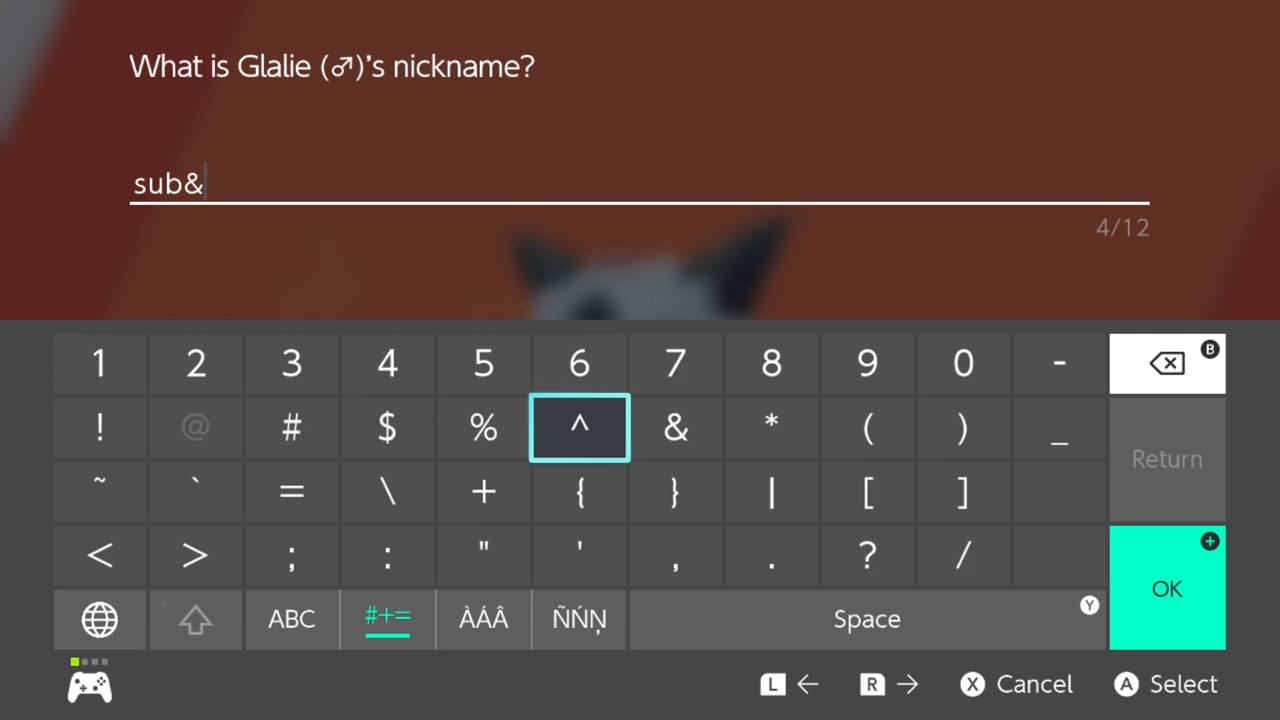 What is Glalie (♂)'s nickname?
sub&
4/12
1 2 3 4 5 6 7 8 9 0 - B
! @ # $ % ^ & * ( ) _
Return
~ ` = \ + { } | [ ]
< > ; : " ' , . ? / +
OK
ABC #+= ÀÁÂ ÑŃŅ Space Y
L ← R → X Cancel A Select